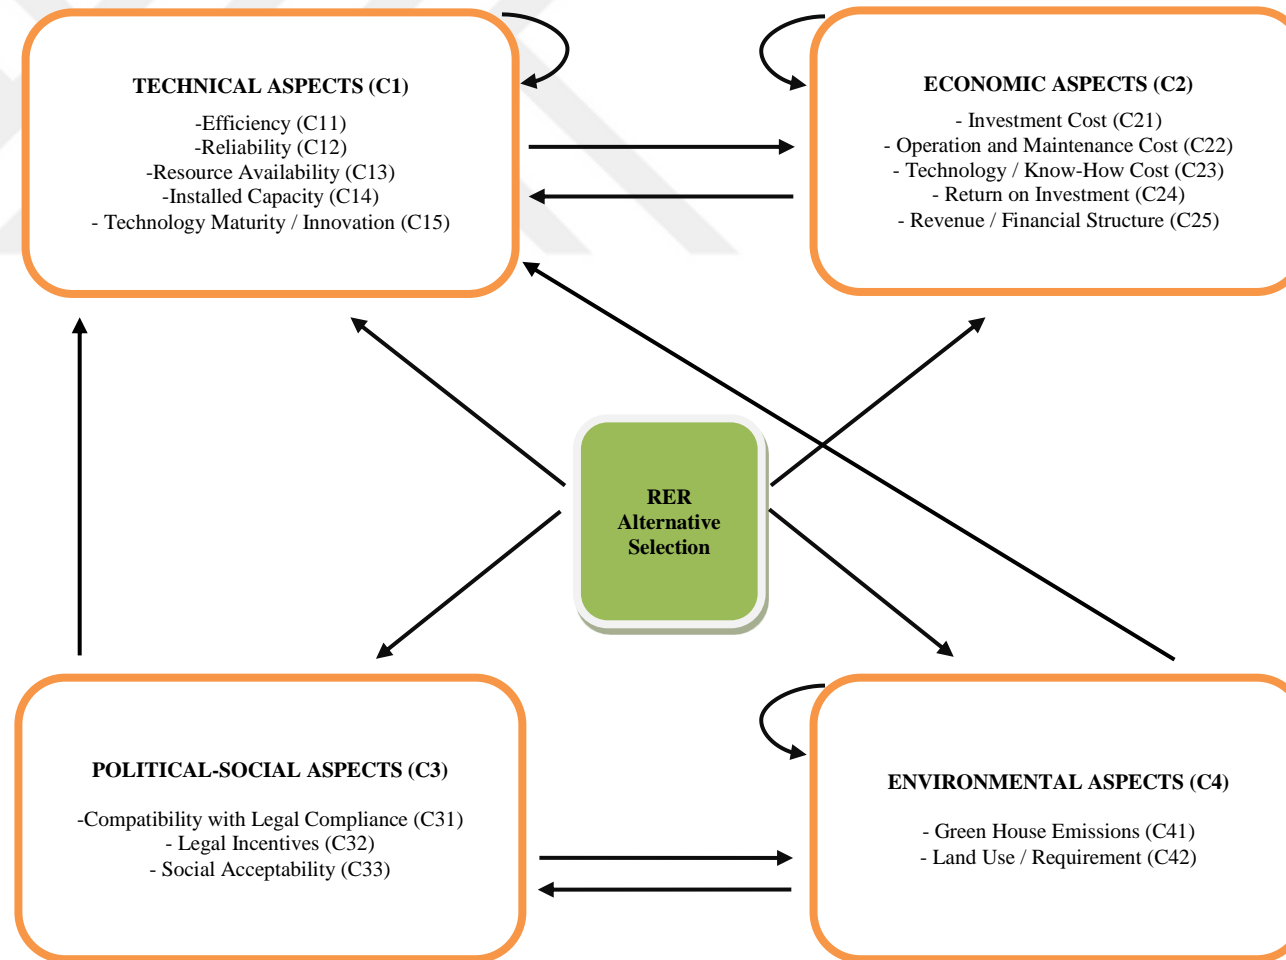 TECHNICAL ASPECTS (C1)
-Efficiency (C11)
-Reliability (C12)
-Resource Availability (C13)
-Installed Capacity (C14)
- Technology Maturity / Innovation (C15)
ECONOMIC ASPECTS (C2)
- Investment Cost (C21)
- Operation and Maintenance Cost (C22)
- Technology / Know-How Cost (C23)
- Return on Investment (C24)
- Revenue / Financial Structure (C25)
RER
Alternative
Selection
POLITICAL-SOCIAL ASPECTS (C3)
-Compatibility with Legal Compliance (C31)
- Legal Incentives (C32)
- Social Acceptability (C33)
ENVIRONMENTAL ASPECTS (C4)
- Green House Emissions (C41)
- Land Use / Requirement (C42)